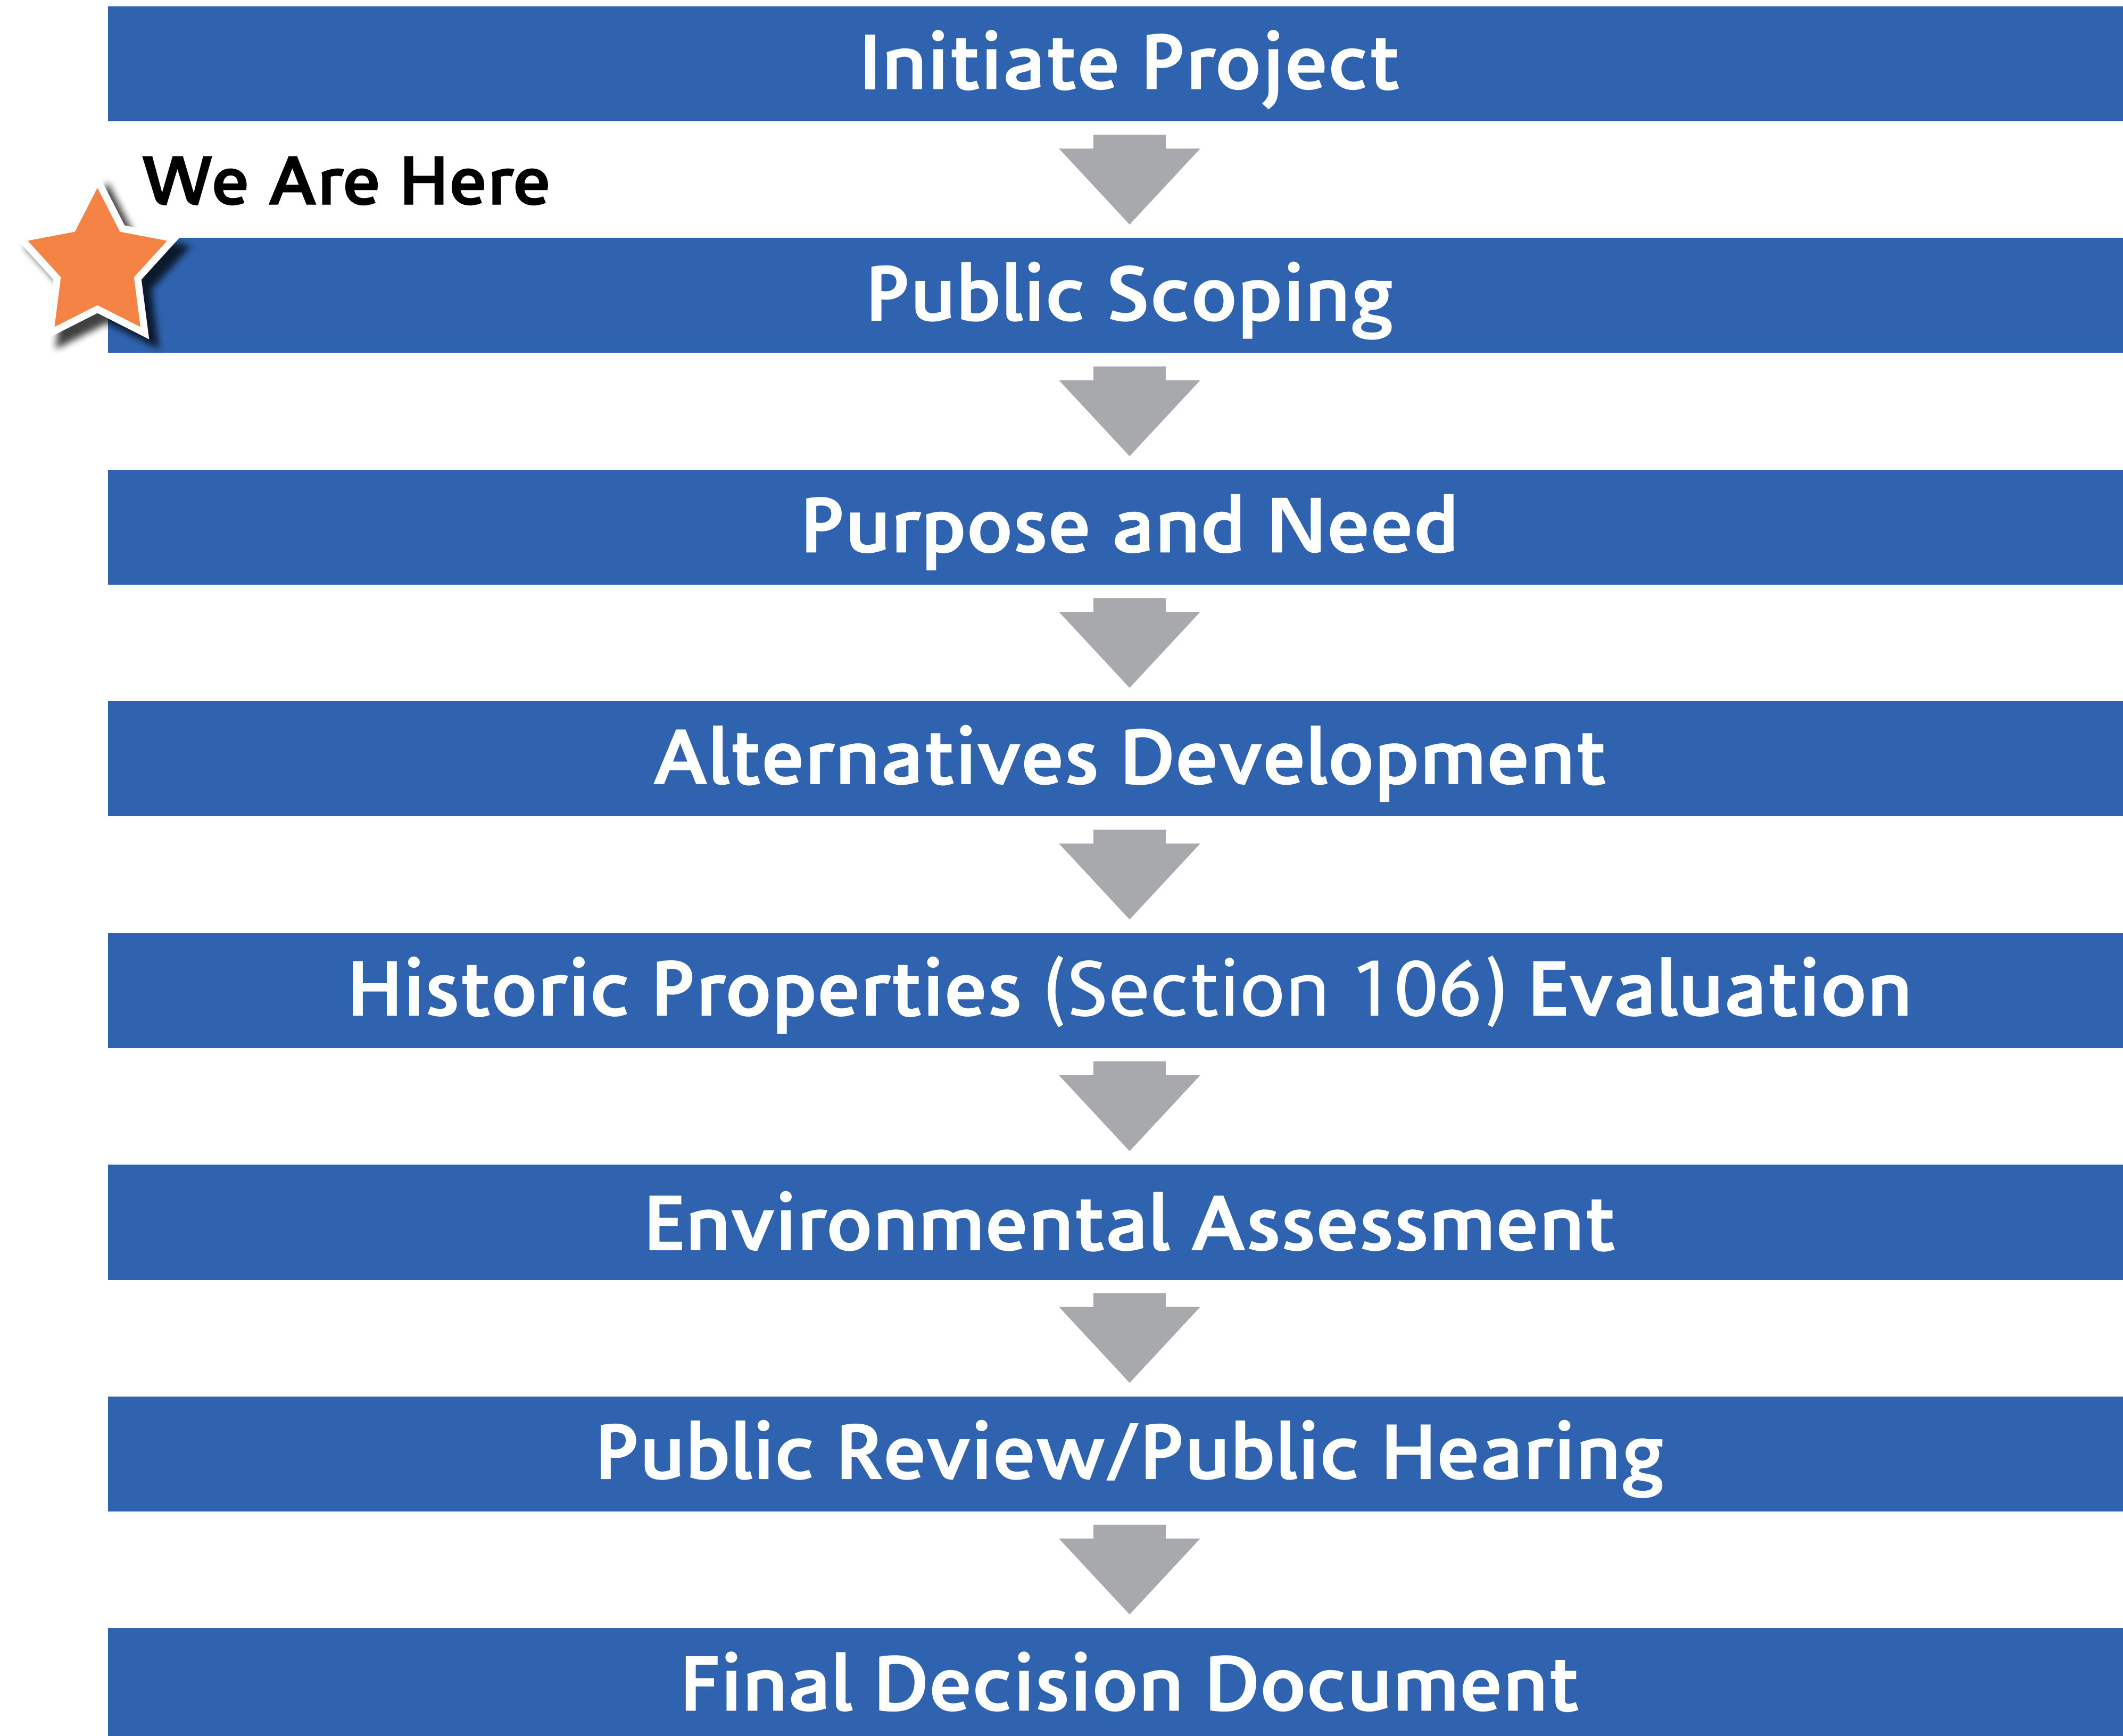 Initiate Project
We Are Here
Public Scoping
Purpose and Need
Alternatives Development
Historic Properties (Section 106) Evaluation
Environmental Assessment
Public Review/Public Hearing
Final Decision Document